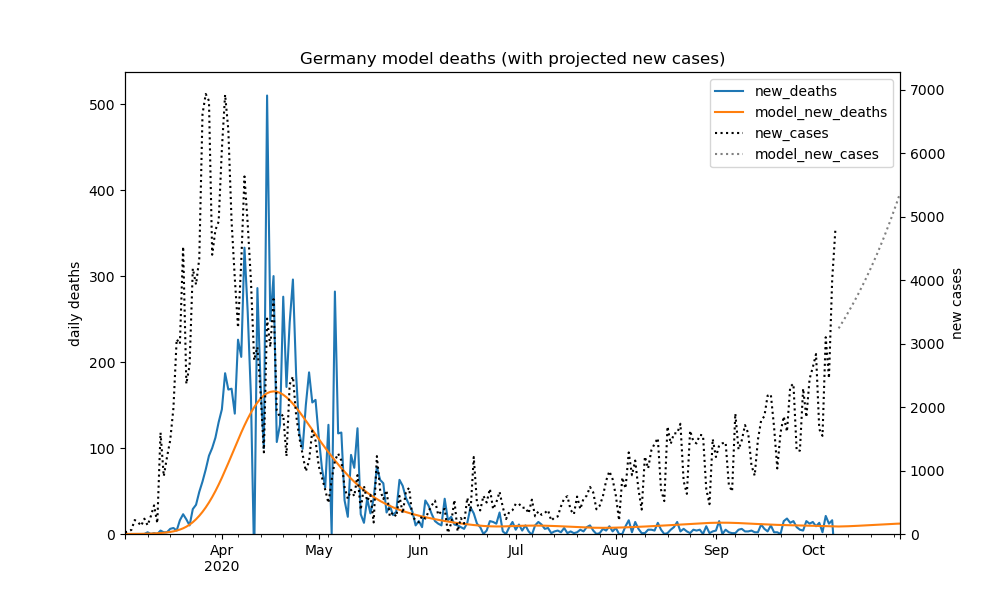 Germany model deaths (with projected new cases)
new_deaths
model_new_deaths
new_cases
model_new_cases
daily deaths
new cases
500
400
300
200
100
0
7000
6000
5000
4000
3000
2000
1000
0
Apr
2020
May
Jun
Jul
Aug
Sep
Oct